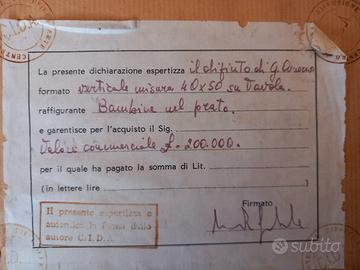 La presente dichiarazione espertizza il dipinto di G.
formato verticale misura 40x50 su Tavola.
raffigurante Bambine nel prato.
e garantisce per l'acquisto il Sig.
Valore commerciale £. 200.000.
per il quale ha pagato la somma di Lit.
(in lettere lire
)
Firmato
Il presente espertizza e
autentica la firma dello
autore C.I.D.A.
subito